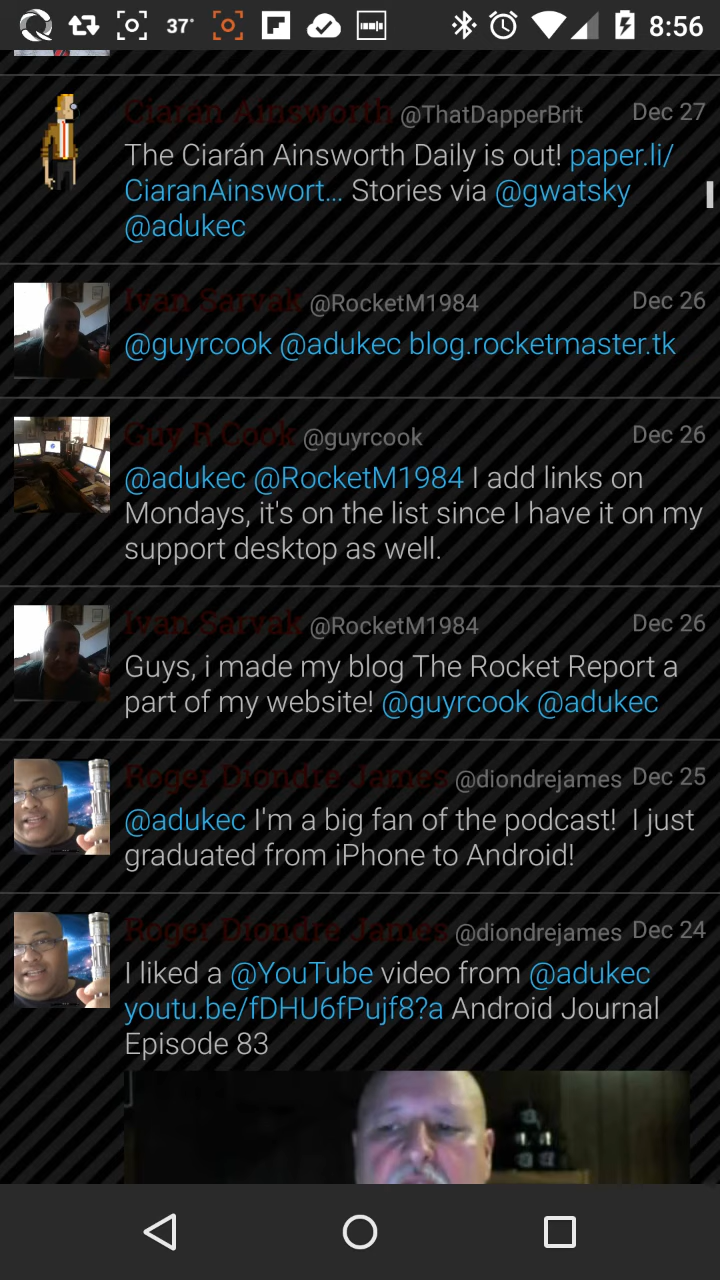 37°
8:56
Ciarán Ainsworth @ThatDapperBrit Dec 27
The Ciarán Ainsworth Daily is out! paper.li/
CiaranAinswort... Stories via @gwatsky
@adukec
Ivan Sarvak @RocketM1984 Dec 26
@guyrcook @adukec blog.rocketmaster.tk
Guy R Cook @guyrcook Dec 26
@adukec @RocketM1984 I add links on
Mondays, it's on the list since I have it on my
support desktop as well.
Ivan Sarvak @RocketM1984 Dec 26
Guys, i made my blog The Rocket Report a
part of my website! @guyrcook @adukec
Roger Diondre James @diondrejames Dec 25
@adukec I'm a big fan of the podcast!  I just
graduated from iPhone to Android!
Roger Diondre James @diondrejames Dec 24
I liked a @YouTube video from @adukec
youtu.be/fDHU6fPujf8?a Android Journal
Episode 83